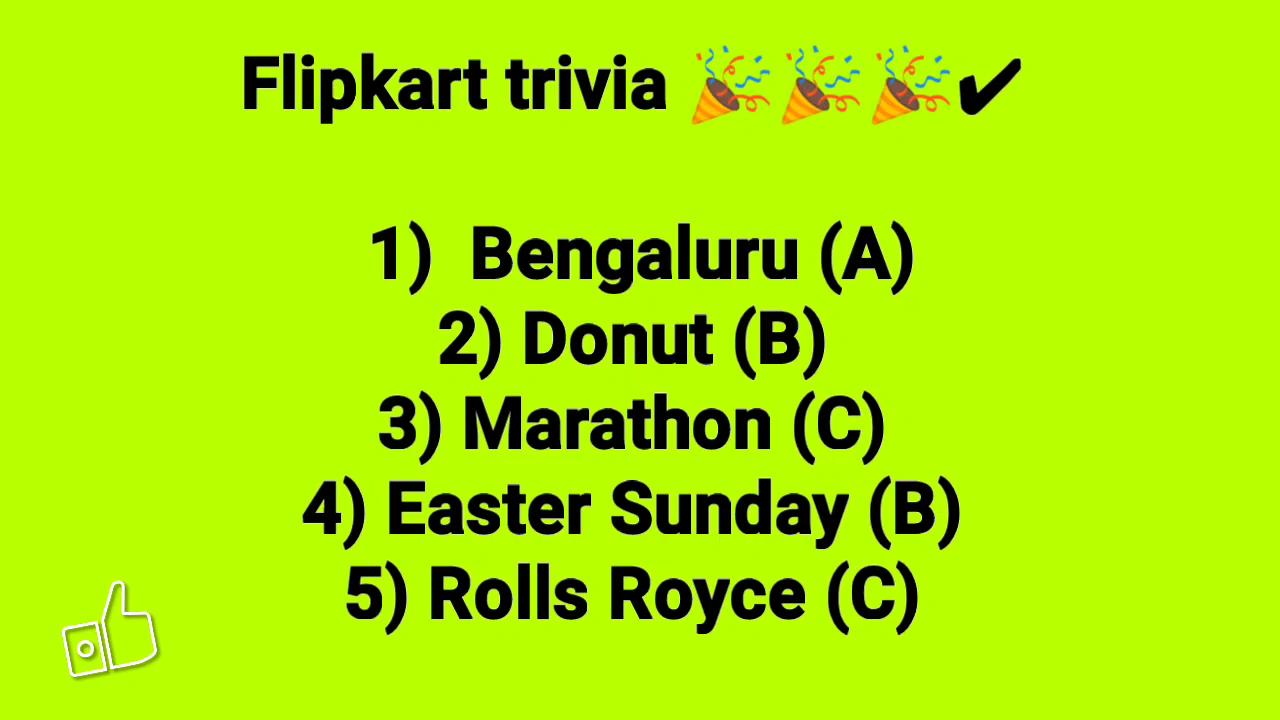 Flipkart trivia 🎉🎉🎉✔
1) Bengaluru (A)
2) Donut (B)
3) Marathon (C)
4) Easter Sunday (B)
5) Rolls Royce (C)